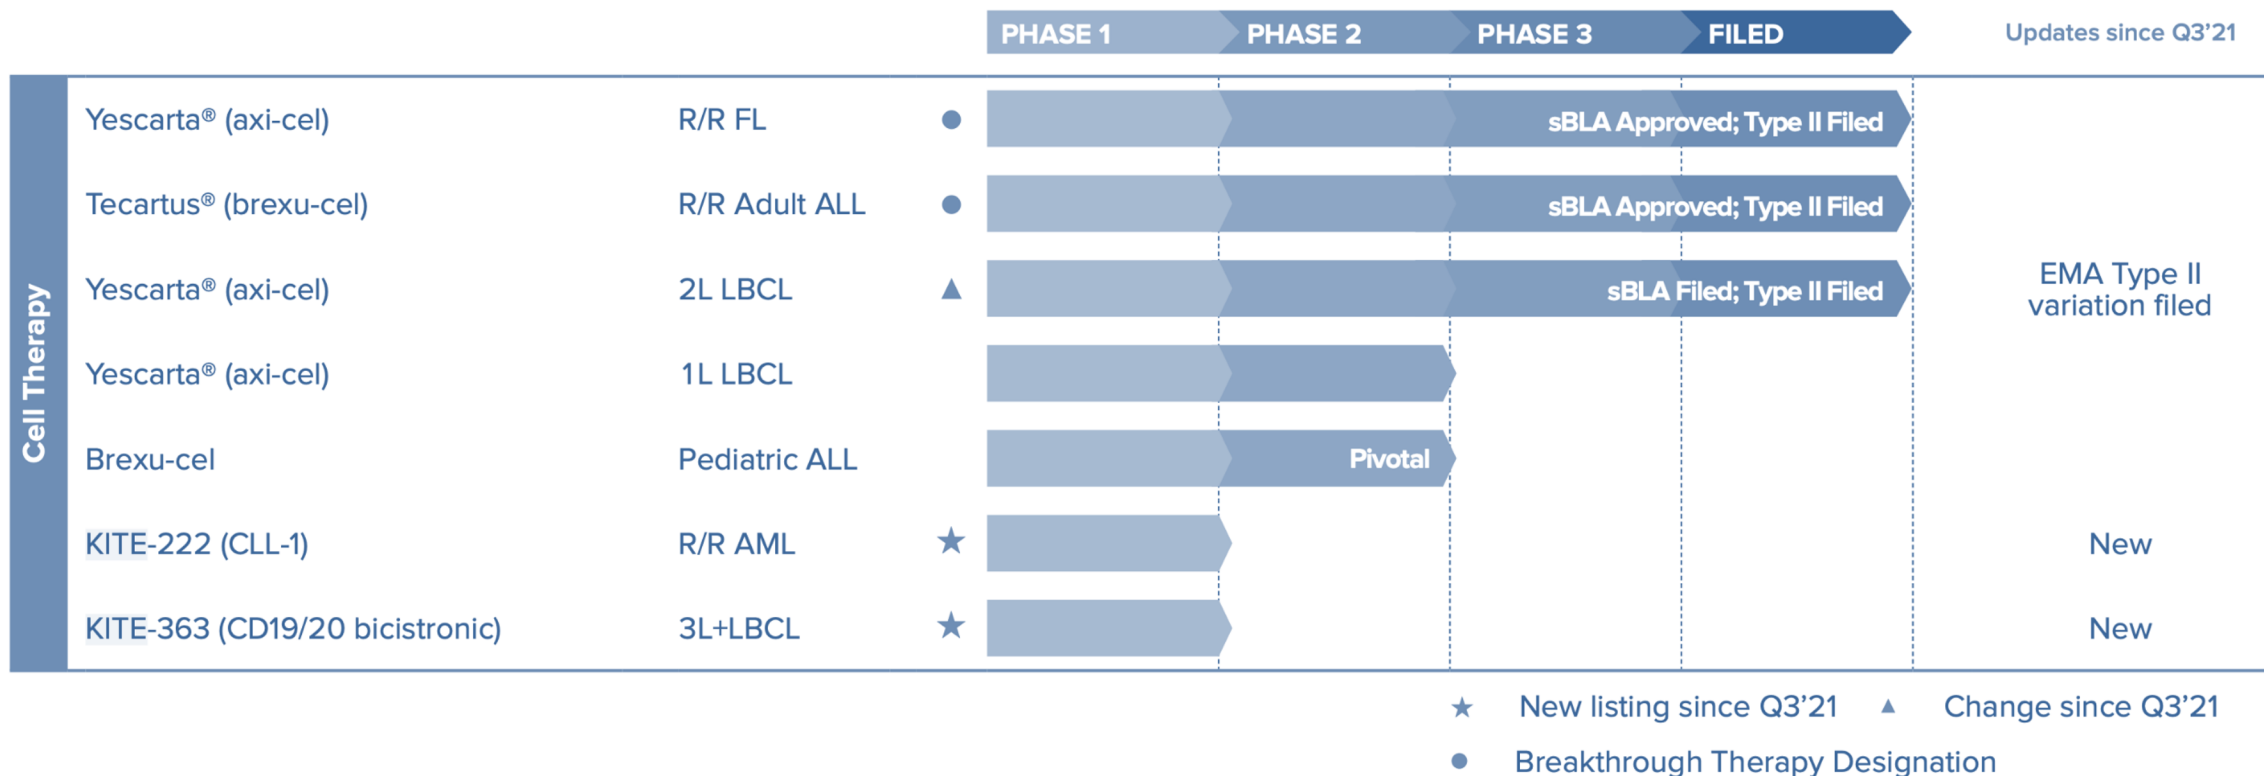 PHASE 1 PHASE 2 PHASE 3 FILED Updates since Q3’21
Cell Therapy
Yescarta® (axi-cel) R/R FL sBLA Approved; Type II Filed
Tecartus® (brexu-cel) R/R Adult ALL sBLA Approved; Type II Filed
Yescarta® (axi-cel) 2L LBCL sBLA Filed; Type II Filed EMA Type II
variation filed
Yescarta® (axi-cel) 1L LBCL
Brexu-cel Pediatric ALL Pivotal
KITE-222 (CLL-1) R/R AML New
KITE-363 (CD19/20 bicistronic) 3L+LBCL New
New listing since Q3’21 Change since Q3’21
Breakthrough Therapy Designation